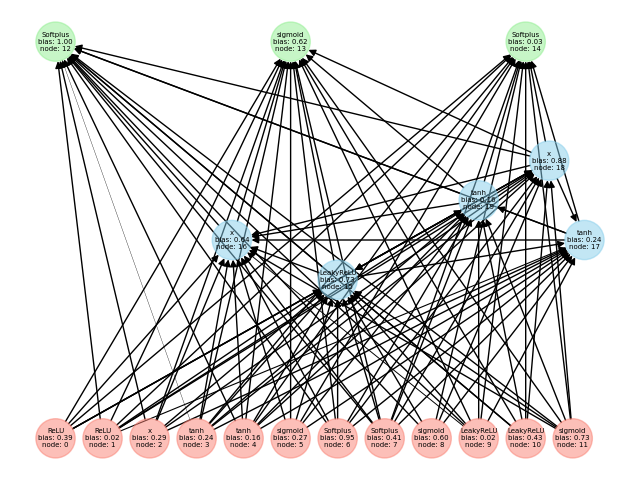 Softplus
bias: 1.00
node: 12
sigmoid
bias: 0.62
node: 13
Softplus
bias: 0.03
node: 14
x
bias: 0.88
node: 18
tanh
bias: 0.16
node: 19
x
bias: 0.64
node: 16
tanh
bias: 0.24
node: 17
LeakyReLU
bias: 0.73
node: 15
ReLU
bias: 0.39
node: 0
ReLU
bias: 0.02
node: 1
x
bias: 0.29
node: 2
tanh
bias: 0.24
node: 3
tanh
bias: 0.16
node: 4
sigmoid
bias: 0.27
node: 5
Softplus
bias: 0.95
node: 6
Softplus
bias: 0.41
node: 7
sigmoid
bias: 0.60
node: 8
LeakyReLU
bias: 0.02
node: 9
LeakyReLU
bias: 0.43
node: 10
sigmoid
bias: 0.73
node: 11